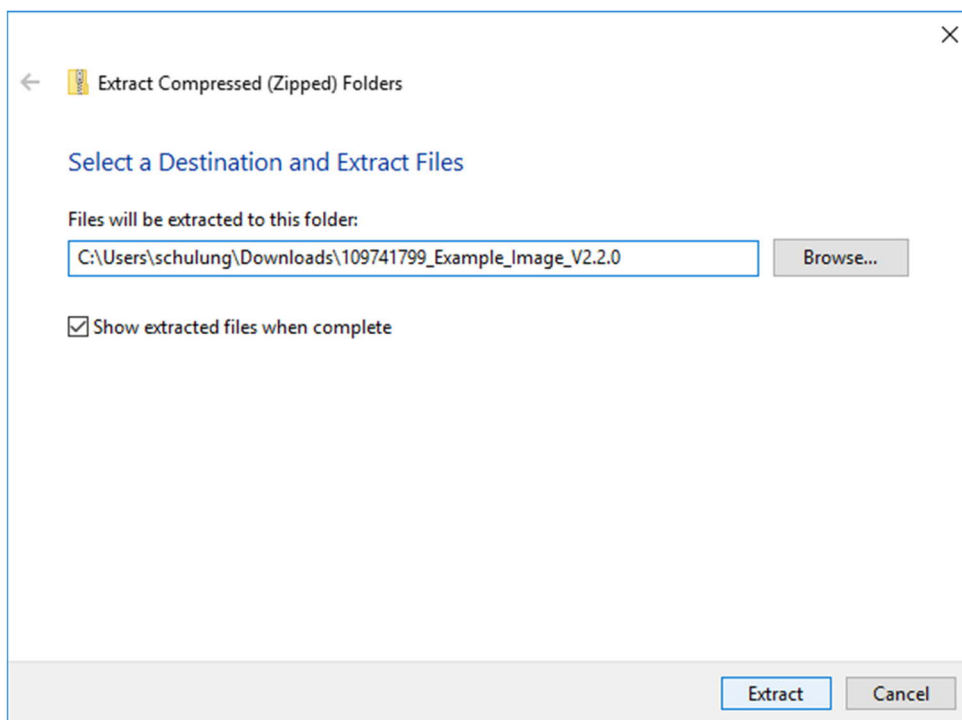 Extract Compressed (Zipped) Folders
Select a Destination and Extract Files
Files will be extracted to this folder:
C:\Users\schulung\Downloads\109741799_Example_Image_V2.2.0
Browse...
Show extracted files when complete
Extract
Cancel